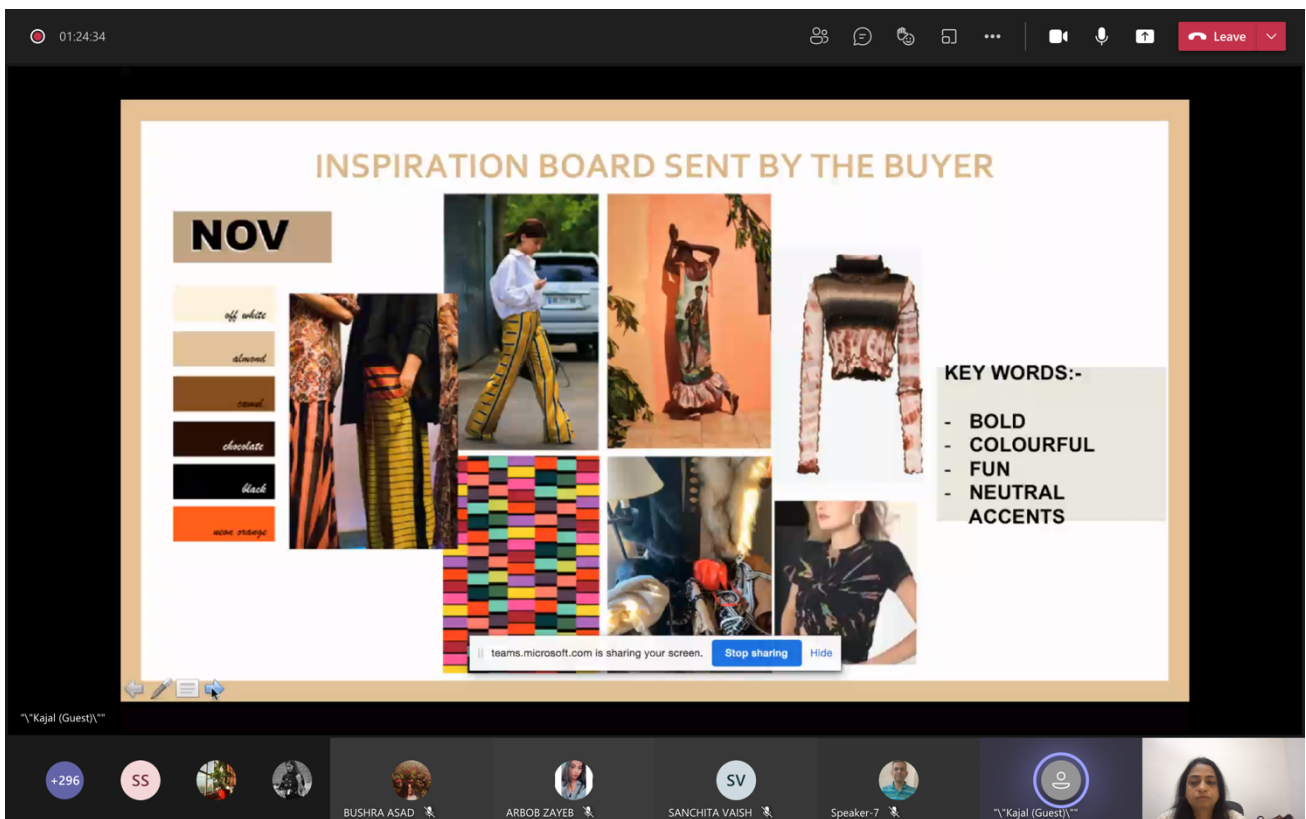 01:24:34
Leave
INSPIRATION BOARD SENT BY THE BUYER
NOV
off white
almond
camel
chocolate
black
neon orange
KEY WORDS:-
- BOLD
- COLOURFUL
- FUN
- NEUTRAL
ACCENTS
teams.microsoft.com is sharing your screen. Stop sharing Hide
"\"Kajal (Guest)\""
+296 SS SV
BUSHRA ASAD ARBOB ZAYEB SANCHITA VAISH Speaker-7 "\"Kajal (Guest)\""